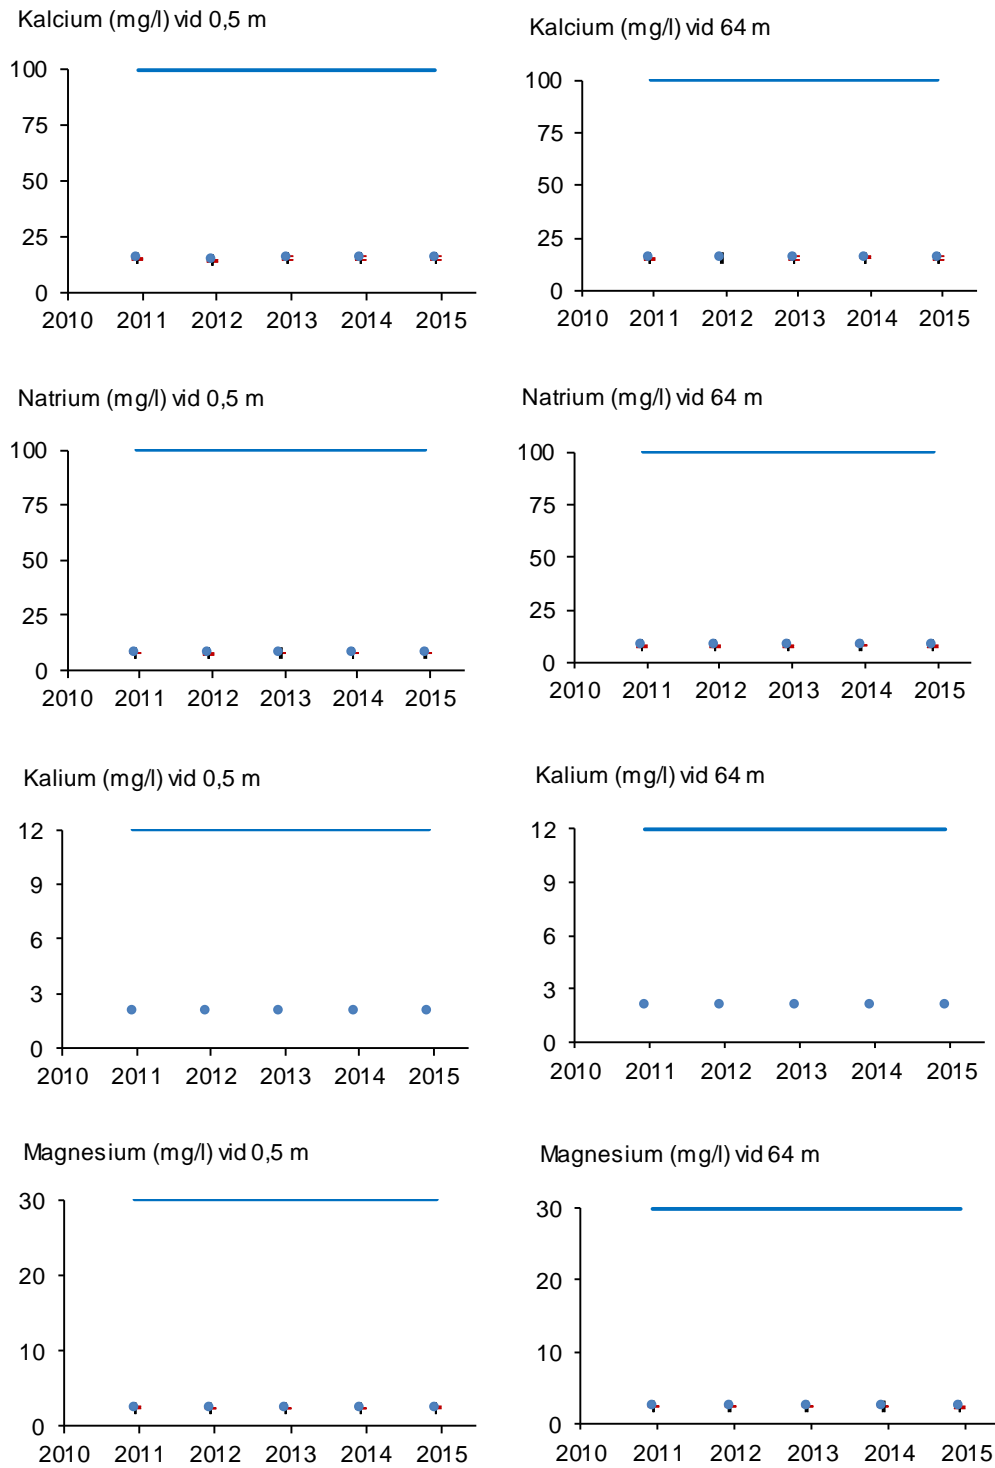 Kalcium (mg/l) vid 0,5 m
100
75
50
25
0
2010 2011 2012 2013 2014 2015
Kalcium (mg/l) vid 64 m
100
75
50
25
0
2010 2011 2012 2013 2014 2015
Natrium (mg/l) vid 0,5 m
100
75
50
25
0
2010 2011 2012 2013 2014 2015
Natrium (mg/l) vid 64 m
100
75
50
25
0
2010 2011 2012 2013 2014 2015
Kalium (mg/l) vid 0,5 m
12
9
6
3
0
2010 2011 2012 2013 2014 2015
Kalium (mg/l) vid 64 m
12
9
6
3
0
2010 2011 2012 2013 2014 2015
Magnesium (mg/l) vid 0,5 m
30
20
10
0
2010 2011 2012 2013 2014 2015
Magnesium (mg/l) vid 64 m
30
20
10
0
2010 2011 2012 2013 2014 2015